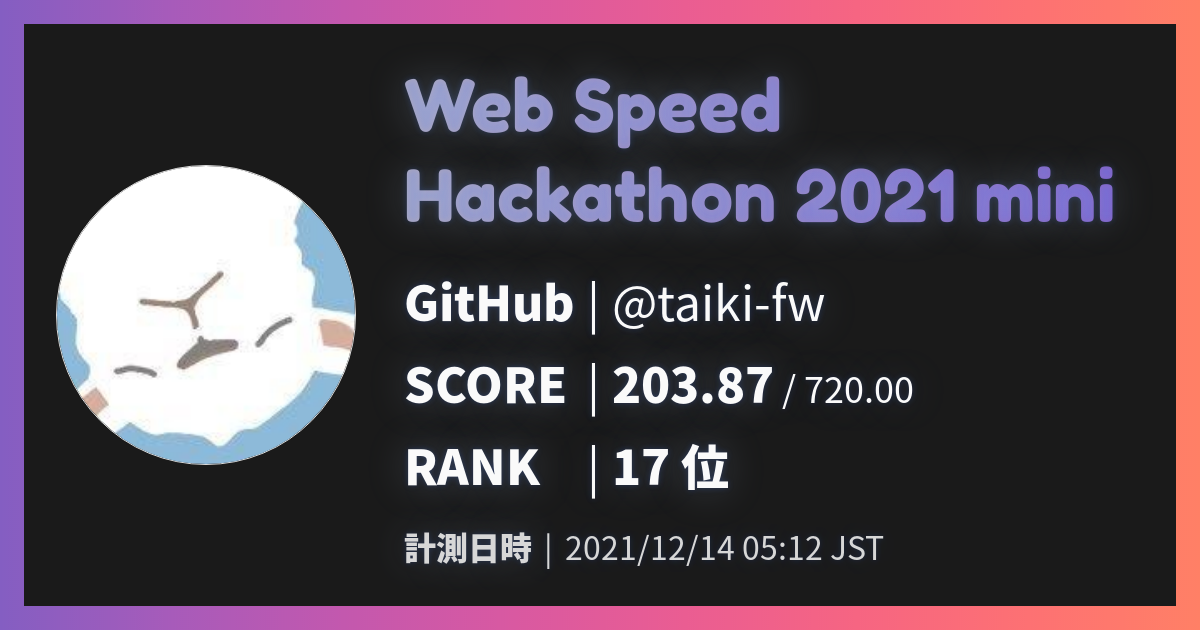 Web Speed
Hackathon 2021 mini
GitHub | @taiki-fw
SCORE | 203.87 / 720.00
RANK | 17 位
計測日時 | 2021/12/14 05:12 JST